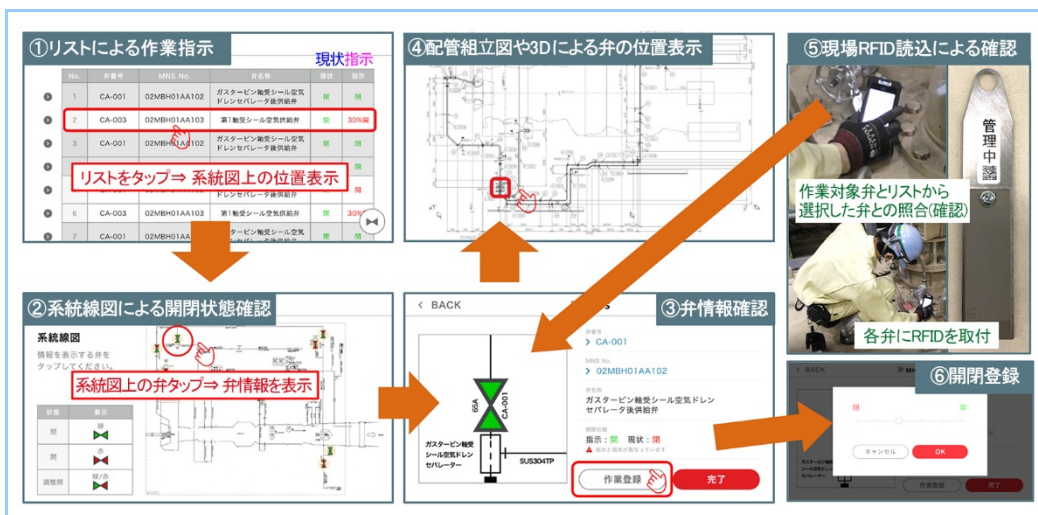 ①リストによる作業指示
現状指示
No. 弁番号 MNS No. 弁名称 現状 指示
1 CA-001 02MBH01AA102 ガスタービン軸受シール空気
ドレンセパレータ後供給弁 開 開
2 CA-003 02MBH01AA103 第1軸受シール空気供給弁 開 30%開
3 CA-001 02MBH01AA102 ガスタービン軸受シール空気
ドレンセパレータ後供給弁 開 開
リストをタップ⇒ 系統図上の位置表示
ドレンセパレータ後供給弁
6 CA-003 02MBH01AA103 第1軸受シール空気供給弁 開 30%
7 CA-001 02MBH01AA
④配管組立図や3Dによる弁の位置表示
⑤現場RFID読込による確認
管理中
作業対象弁とリストから
選択した弁との照合(確認)
各弁にRFIDを取付
②系統線図による開閉状態確認
系統線図
情報を表示する弁を
タップしてください。
系統図上の弁タップ⇒ 弁情報を表示
状態 表示
緑
赤
調整開 緑/赤
③弁情報確認
< BACK
65A
CA-001
ガスタービン軸受
シール空気ドレン
セパレーター
SUS304TP
弁番号
> CA-001
MNS No.
> 02MBH01AA102
弁名称
ガスタービン軸受シール空気ドレン
セパレータ後供給弁
開閉状態
指示:開 現状:閉
指示と現状が異なっています
作業登録
完了
⑥開閉登録
< BACK
閉 開
キャンセル OK
作業登録 完了